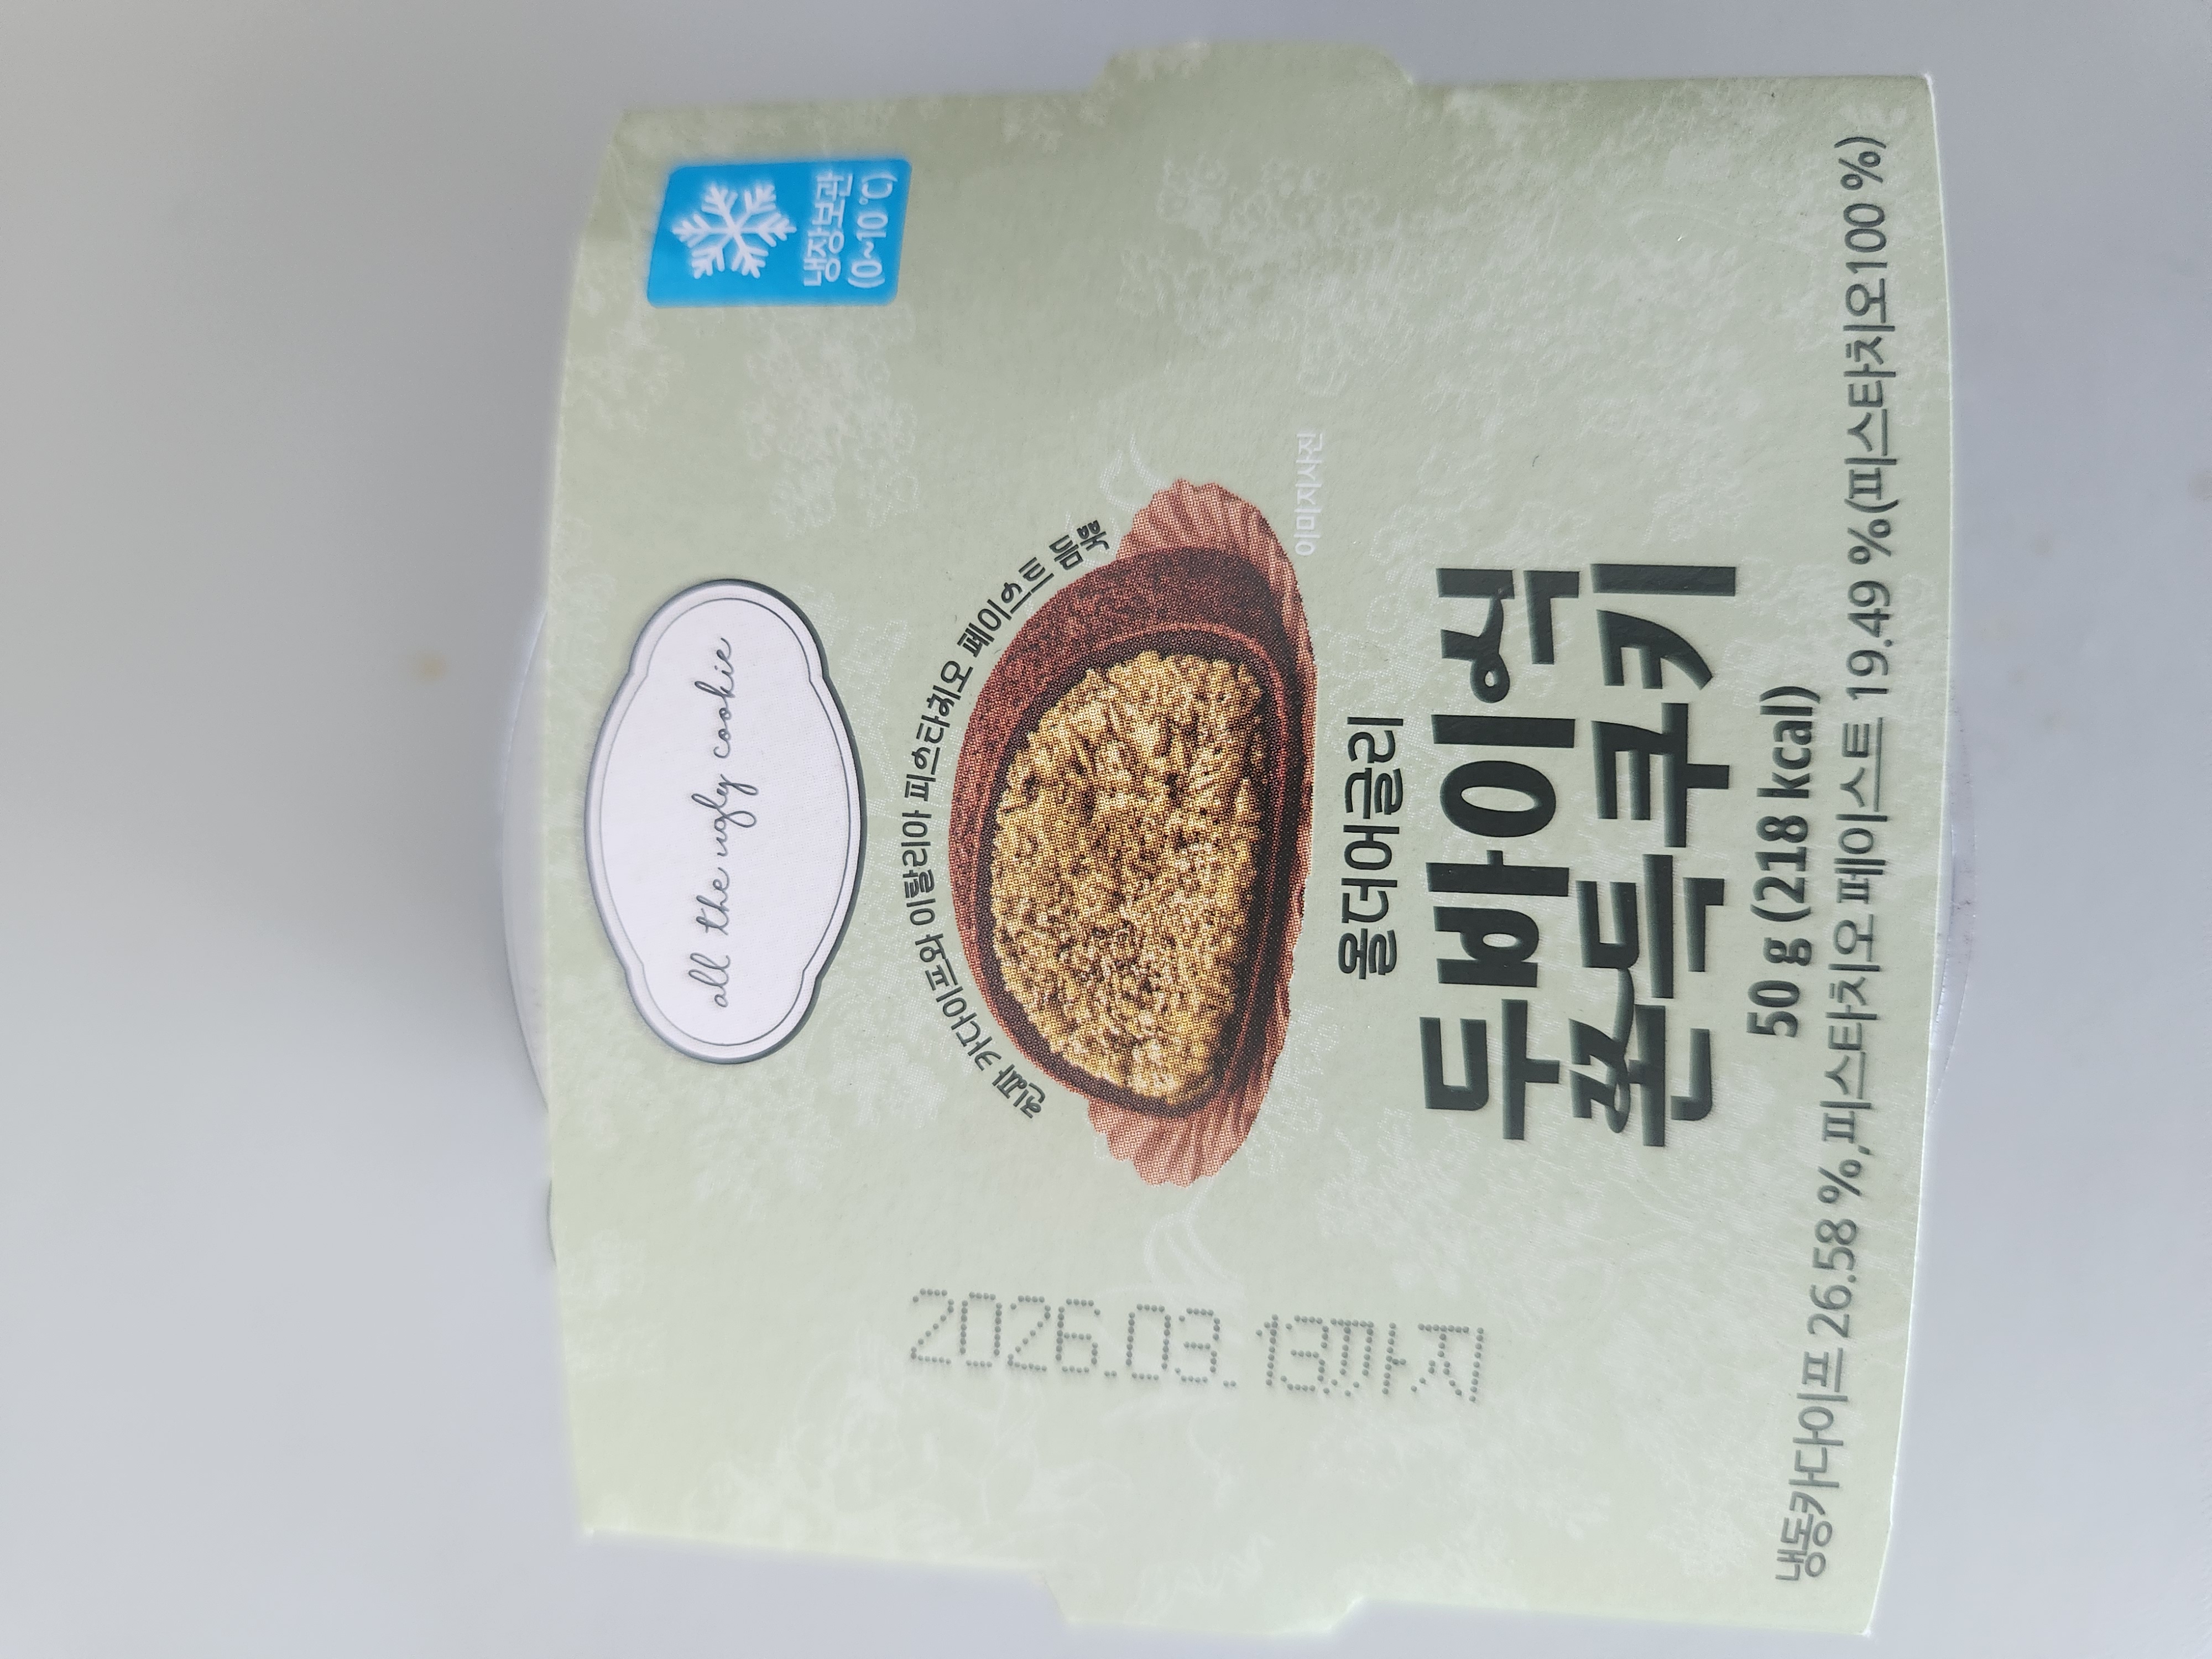 all the ugly cookie
냉장보관
(0~10 ℃)
진짜 카다이프와 이탈리아 피스타치오 페이스트 듬뿍
이미지사진
올더어글리
두바이식
쫀득쿠키
50 g (218 kcal)
냉동카다이프 26.58 %,피스타치오페이스트 19.49 %(피스타치오100 %)
2026.03.13까지